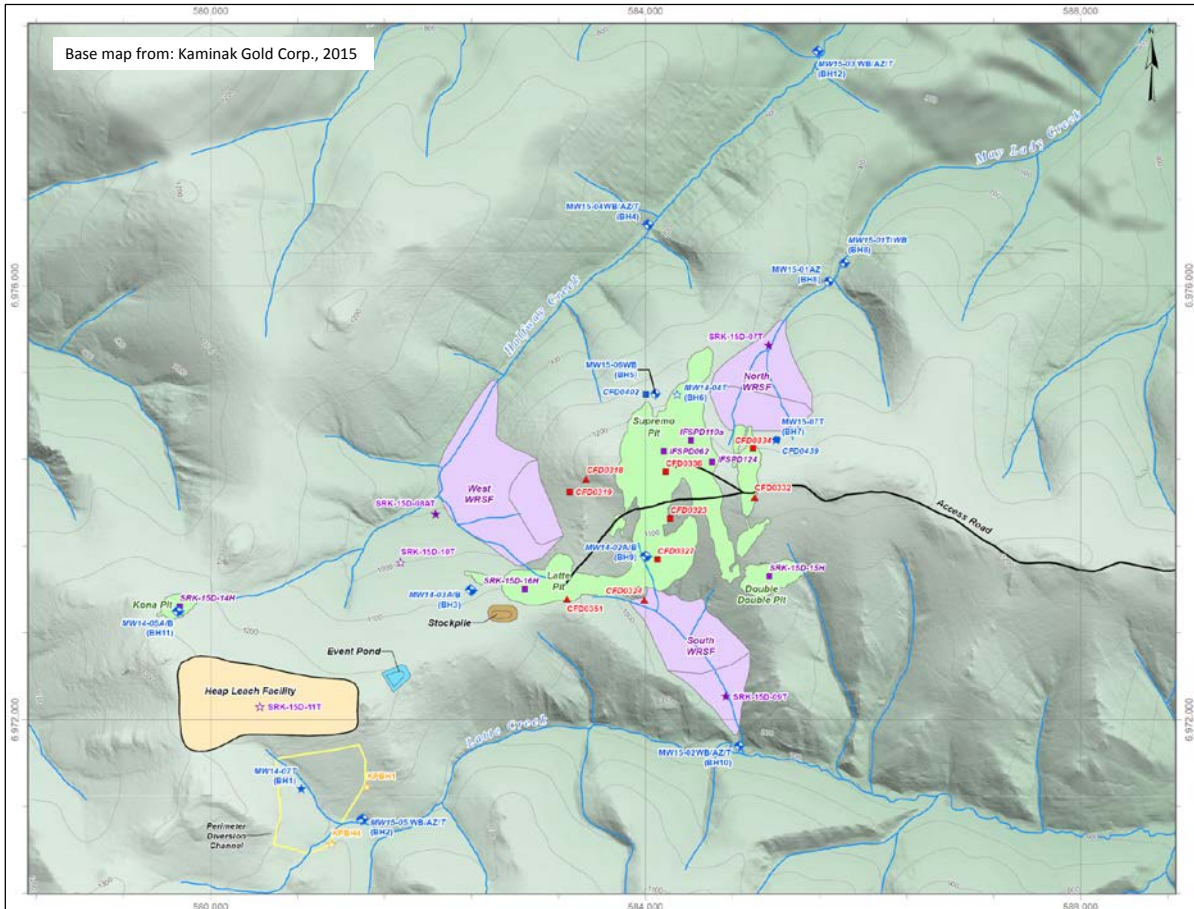 580,000
584,000
588,000
Base map from: Kaminak Gold Corp., 2015
N
MW15-03 WB/AZ/T
(BH12)
May Lady Creek
MW15-04WB/AZ/T
(BH4)
MW15-01T/WB
(BH8)
MW15-01AZ
(BH8)
6,976,000
6,976,000
Halfway Creek
SRK-15D-07T
North
WRSF
MW15-06WB
(BH5)
CFD0402
MW14-04T
(BH6)
Supremo
Pit
IFSPD110a
MW15-07T
(BH7)
CFD0439
CFD0334
IFSPD067
IFSPD124
CFD0336
CFD0318
CFD0319
CFD0332
West
WRSF
SRK-15D-08AT
CFD0323
Access Road
1200
1100
SRK-15D-10T
MW14-02A/B
(BH9)
CFD0327
Latte
Pit
SRK-15D-16H
SRK-15D-15H
Double
Double Pit
MW14-03A/B
(BH3)
CFD0351
CFD0324
Kona Pit
SRK-15D-14H
MW14-05A/B
(BH11)
Stockpile
South
WRSF
Event Pond
Heap Leach Facility
SRK-15D-11T
SRK-15D-09T
6,972,000
6,972,000
Latte Creek
MW15-02WB/AZ/T
(BH10)
MW14-07T
(BH1)
KPBH1
MW15-05 WB/AZ/T
(BH2)
Perimeter
Diversion
Channel
580,000
584,000
588,000